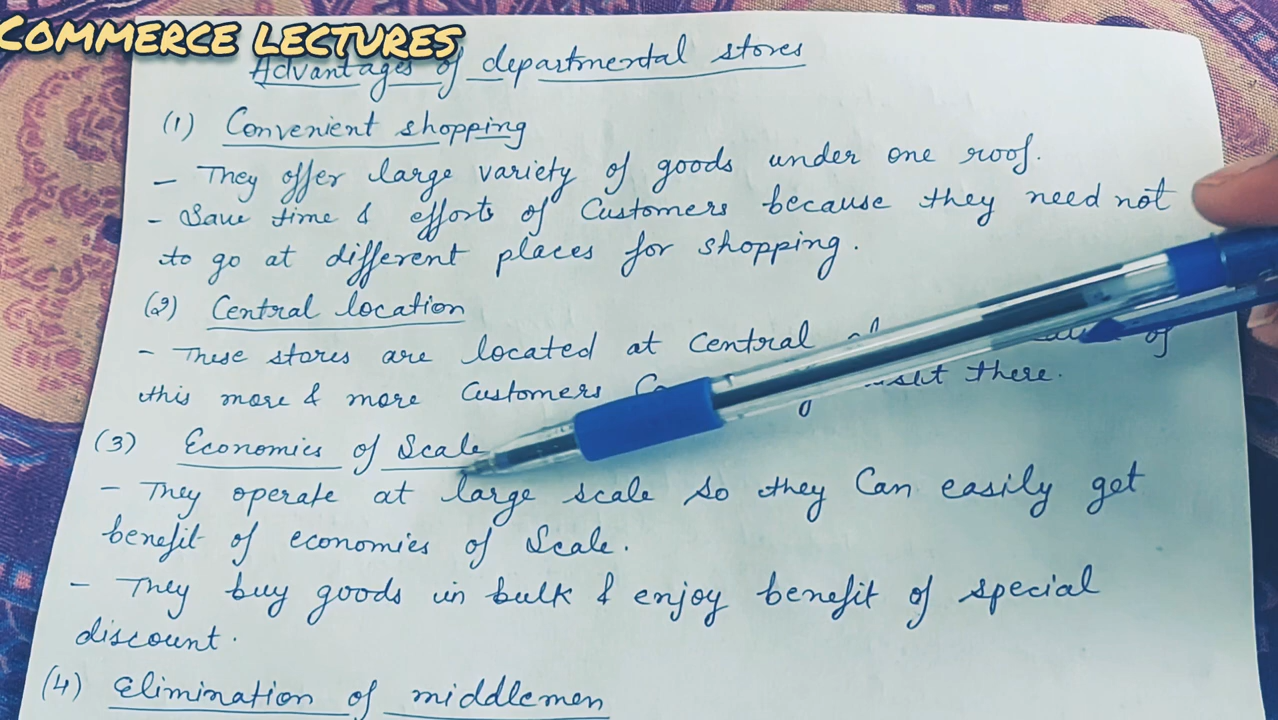 COMMERCE LECTURES
Advantages of departmental stores
(1) Convenient shopping
- They offer large variety of goods under one roof.
- Save time & efforts of Customers because they need not
to go at different places for shopping.
(2) Central location
- These stores are located at Central of
this more & more Customers visit there.
(3) Economics of Scale
- They operate at large scale so they Can easily get
benefit of economies of Scale.
- They buy goods in bulk & enjoy benefit of special
discount.
(4) Elimination of middlemen